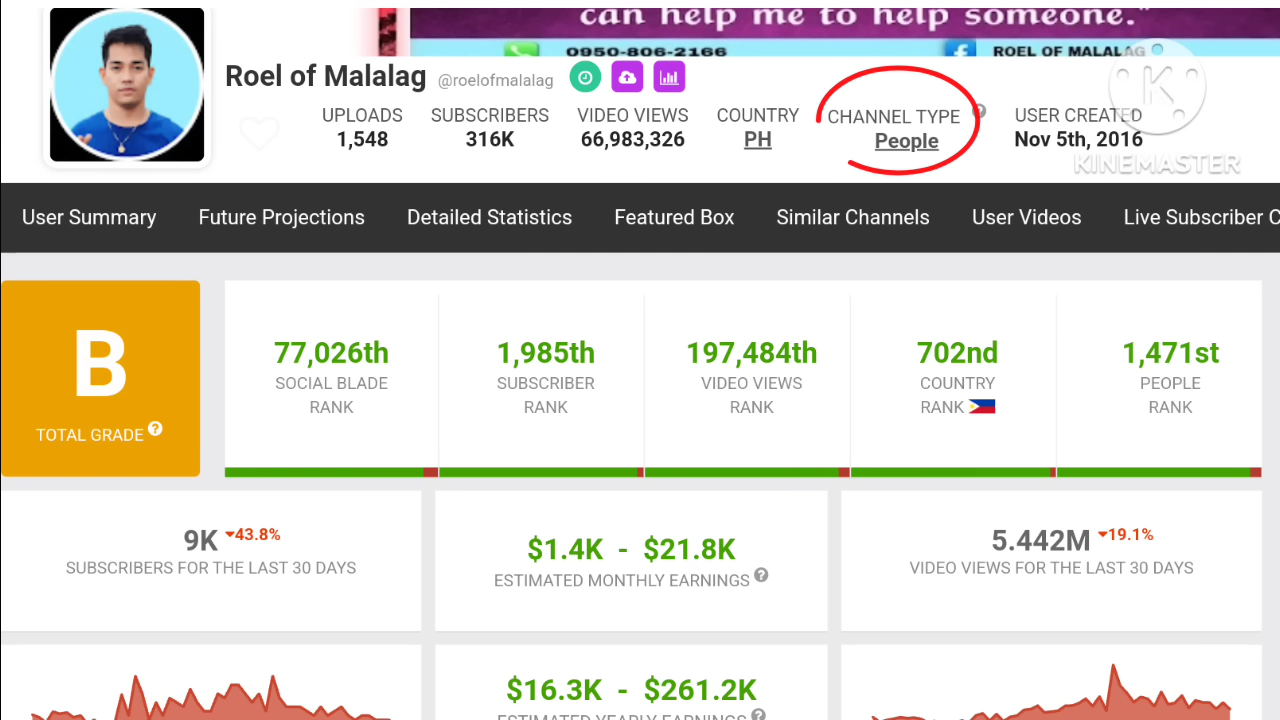 can help me to help someone."
0950-806-2166 ROEL OF MALALAG
Roel of Malalag @roelofmalalag
UPLOADS SUBSCRIBERS VIDEO VIEWS COUNTRY CHANNEL TYPE USER CREATED
1,548 316K 66,983,326 PH People Nov 5th, 2016
K
KINEMASTER
User Summary Future Projections Detailed Statistics Featured Box Similar Channels User Videos Live Subscriber C
B
TOTAL GRADE
77,026th
SOCIAL BLADE
RANK
1,985th
SUBSCRIBER
RANK
197,484th
VIDEO VIEWS
RANK
702nd
COUNTRY
RANK
1,471st
PEOPLE
RANK
9K 43.8%
SUBSCRIBERS FOR THE LAST 30 DAYS
$1.4K - $21.8K
ESTIMATED MONTHLY EARNINGS
5.442M 19.1%
VIDEO VIEWS FOR THE LAST 30 DAYS
$16.3K - $261.2K
ESTIMATED YEARLY EARNINGS